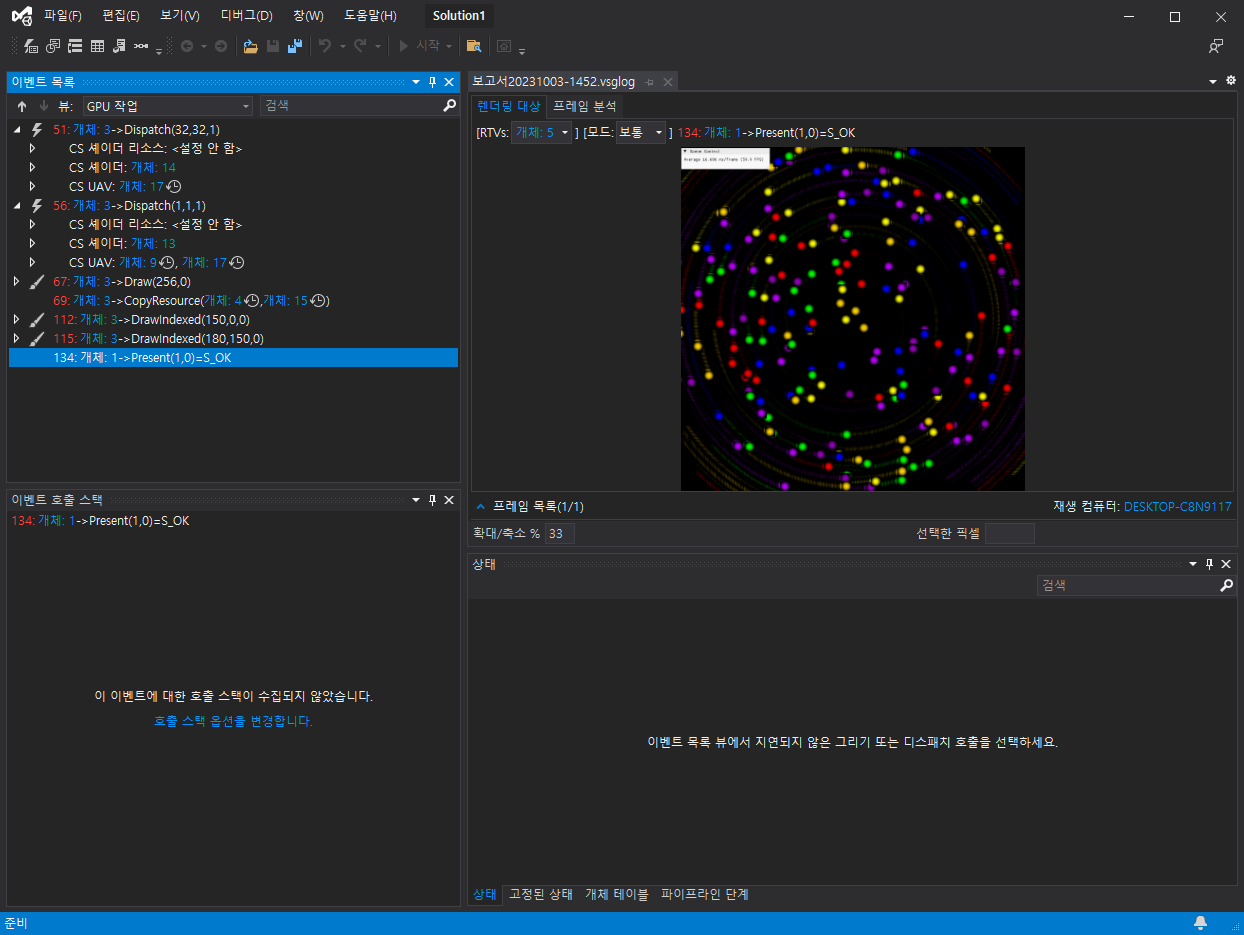 파일(F) 편집(E) 보기(V) 디버그(D) 창(W) 도움말(H) Solution1
시작
이벤트 목록
뷰: GPU 작업 검색
51: 개체: 3->Dispatch(32,32,1)
CS 셰이더 리소스: <설정 안 함>
CS 셰이더: 개체: 14
CS UAV: 개체: 17
56: 개체: 3->Dispatch(1,1,1)
CS 셰이더 리소스: <설정 안 함>
CS 셰이더: 개체: 13
CS UAV: 개체: 9, 개체: 17
67: 개체: 3->Draw(256,0)
69: 개체: 3->CopyResource(개체: 4,개체: 15)
112: 개체: 3->DrawIndexed(150,0,0)
115: 개체: 3->DrawIndexed(180,150,0)
134: 개체: 1->Present(1,0)=S_OK
이벤트 호출 스택
134: 개체: 1->Present(1,0)=S_OK
이 이벤트에 대한 호출 스택이 수집되지 않았습니다.
호출 스택 옵션을 변경합니다.
보고서20231003-1452.vsglog
렌더링 대상 프레임 분석
[RTVs: 개체: 5 ] [모드: 보통 ] 134: 개체: 1->Present(1,0)=S_OK
프레임 목록(1/1) 재생 컴퓨터: DESKTOP-C8N9117
확대/축소 % 33 선택한 픽셀
상태
검색
이벤트 목록 뷰에서 지연되지 않은 그리기 또는 디스패치 호출을 선택하세요.
상태 고정된 상태 개체 테이블 파이프라인 단계
준비